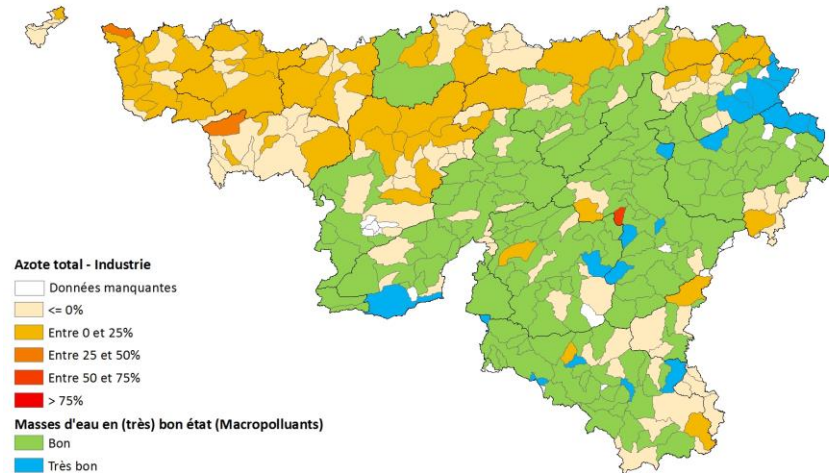 Azote total - Industrie
Données manquantes
<= 0%
Entre 0 et 25%
Entre 25 et 50%
Entre 50 et 75%
> 75%
Masses d'eau en (très) bon état (Macropolluants)
Bon
Très bon